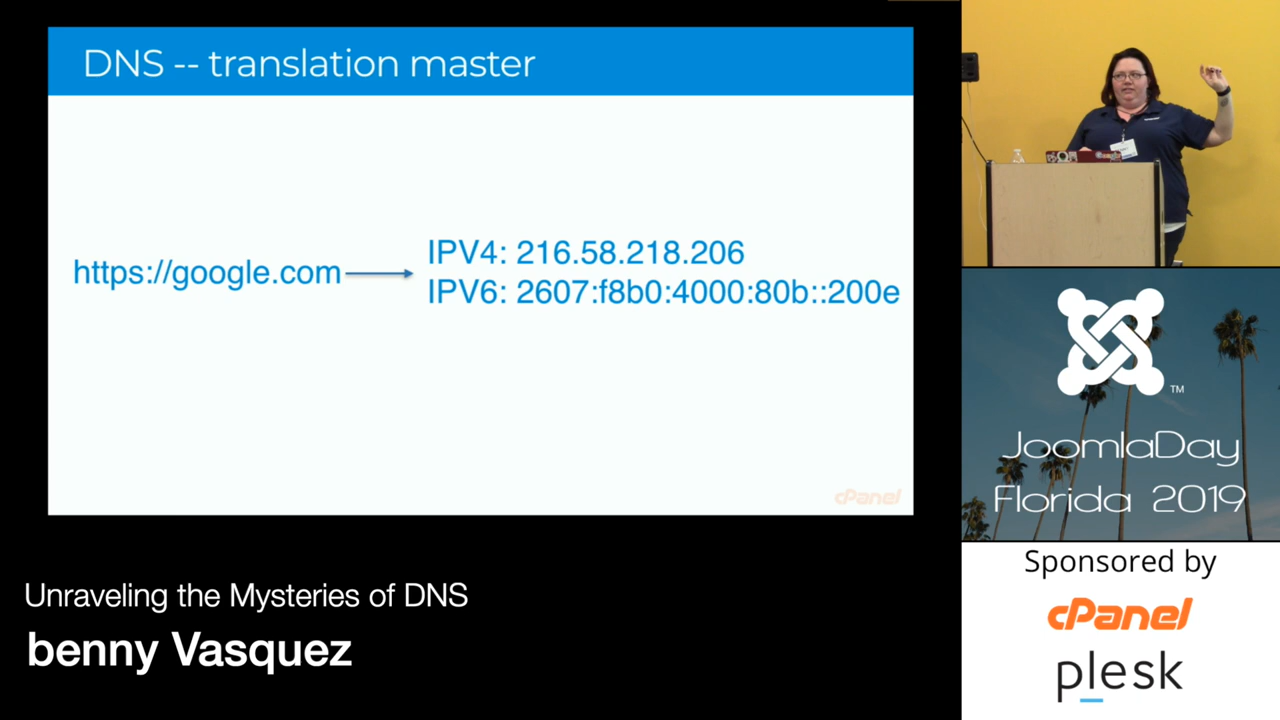 DNS -- translation master
https://google.com
IPV4: 216.58.218.206
IPV6: 2607:f8b0:4000:80b::200e
cPanel
Unraveling the Mysteries of DNS
benny Vasquez
TM
JoomlaDay
Florida 2019
Sponsored by
cPanel
plesk